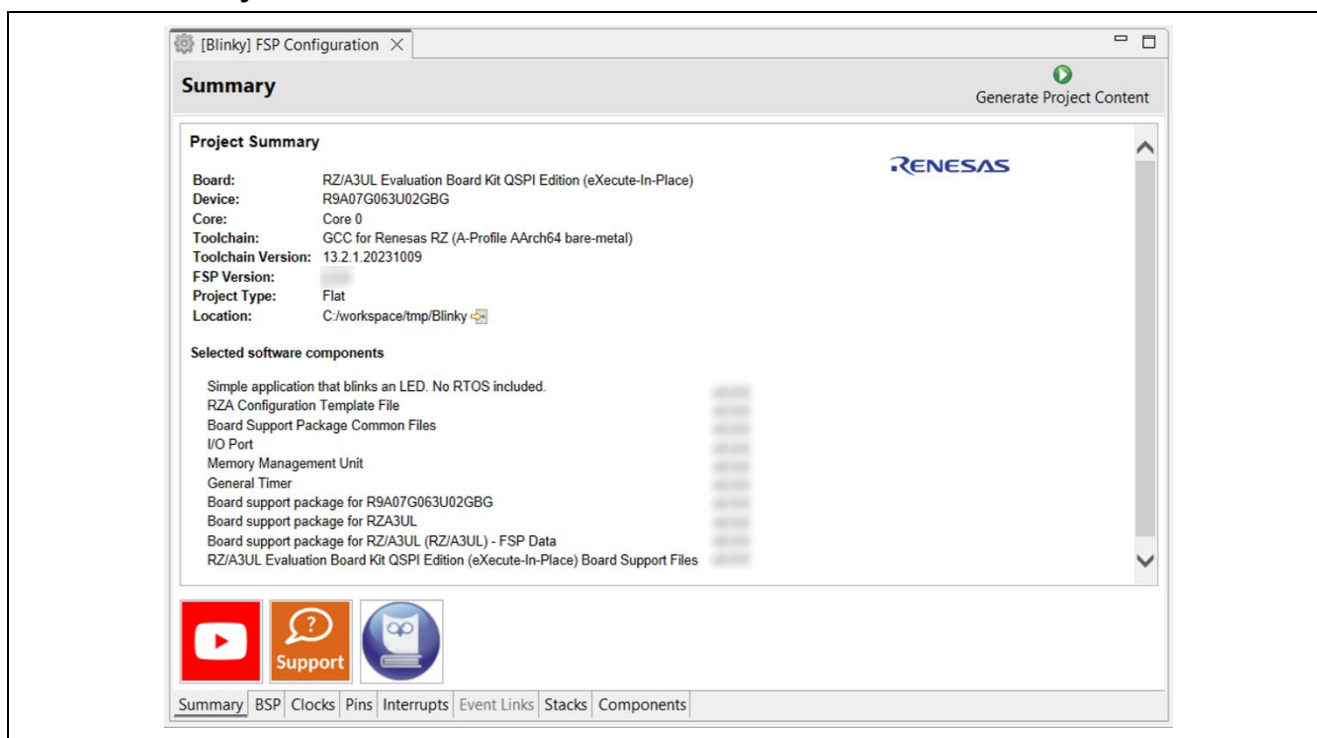 [Blinky] FSP Configuration
Summary
Generate Project Content
Project Summary
RENESAS
Board: RZ/A3UL Evaluation Board Kit QSPI Edition (eXecute-In-Place)
Device: R9A07G063U02GBG
Core: Core 0
Toolchain: GCC for Renesas RZ (A-Profile AArch64 bare-metal)
Toolchain Version: 13.2.1.20231009
FSP Version:
Project Type: Flat
Location: C:/workspace/tmp/Blinky
Selected software components
Simple application that blinks an LED. No RTOS included.
RZA Configuration Template File
Board Support Package Common Files
I/O Port
Memory Management Unit
General Timer
Board support package for R9A07G063U02GBG
Board support package for RZA3UL
Board support package for RZ/A3UL (RZ/A3UL) - FSP Data
RZ/A3UL Evaluation Board Kit QSPI Edition (eXecute-In-Place) Board Support Files
?
Support
Summary BSP Clocks Pins Interrupts Event Links Stacks Components